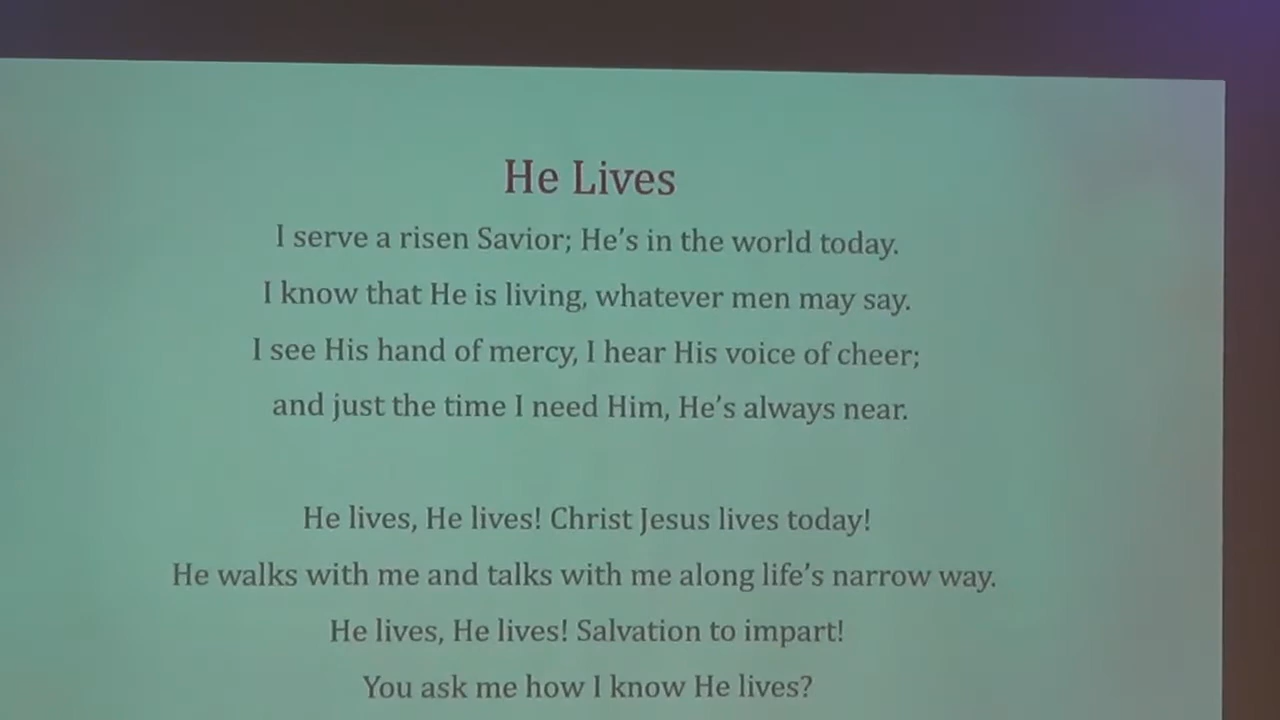 He Lives
I serve a risen Savior; He's in the world today.
I know that He is living, whatever men may say.
I see His hand of mercy, I hear His voice of cheer;
and just the time I need Him, He's always near.
He lives, He lives! Christ Jesus lives today!
He walks with me and talks with me along life's narrow way.
He lives, He lives! Salvation to impart!
You ask me how I know He lives?